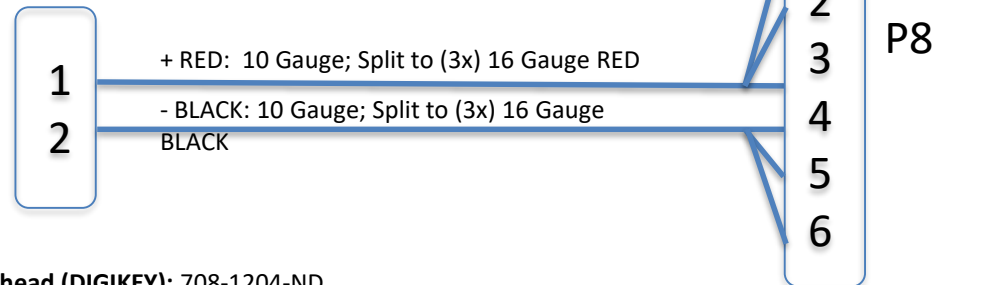 2
P8
+ RED:  10 Gauge; Split to (3x) 16 Gauge RED
3
1
- BLACK: 10 Gauge; Split to (3x) 16 Gauge
4
2
BLACK
5
6
head (DIGIKEY): 708-1204-ND